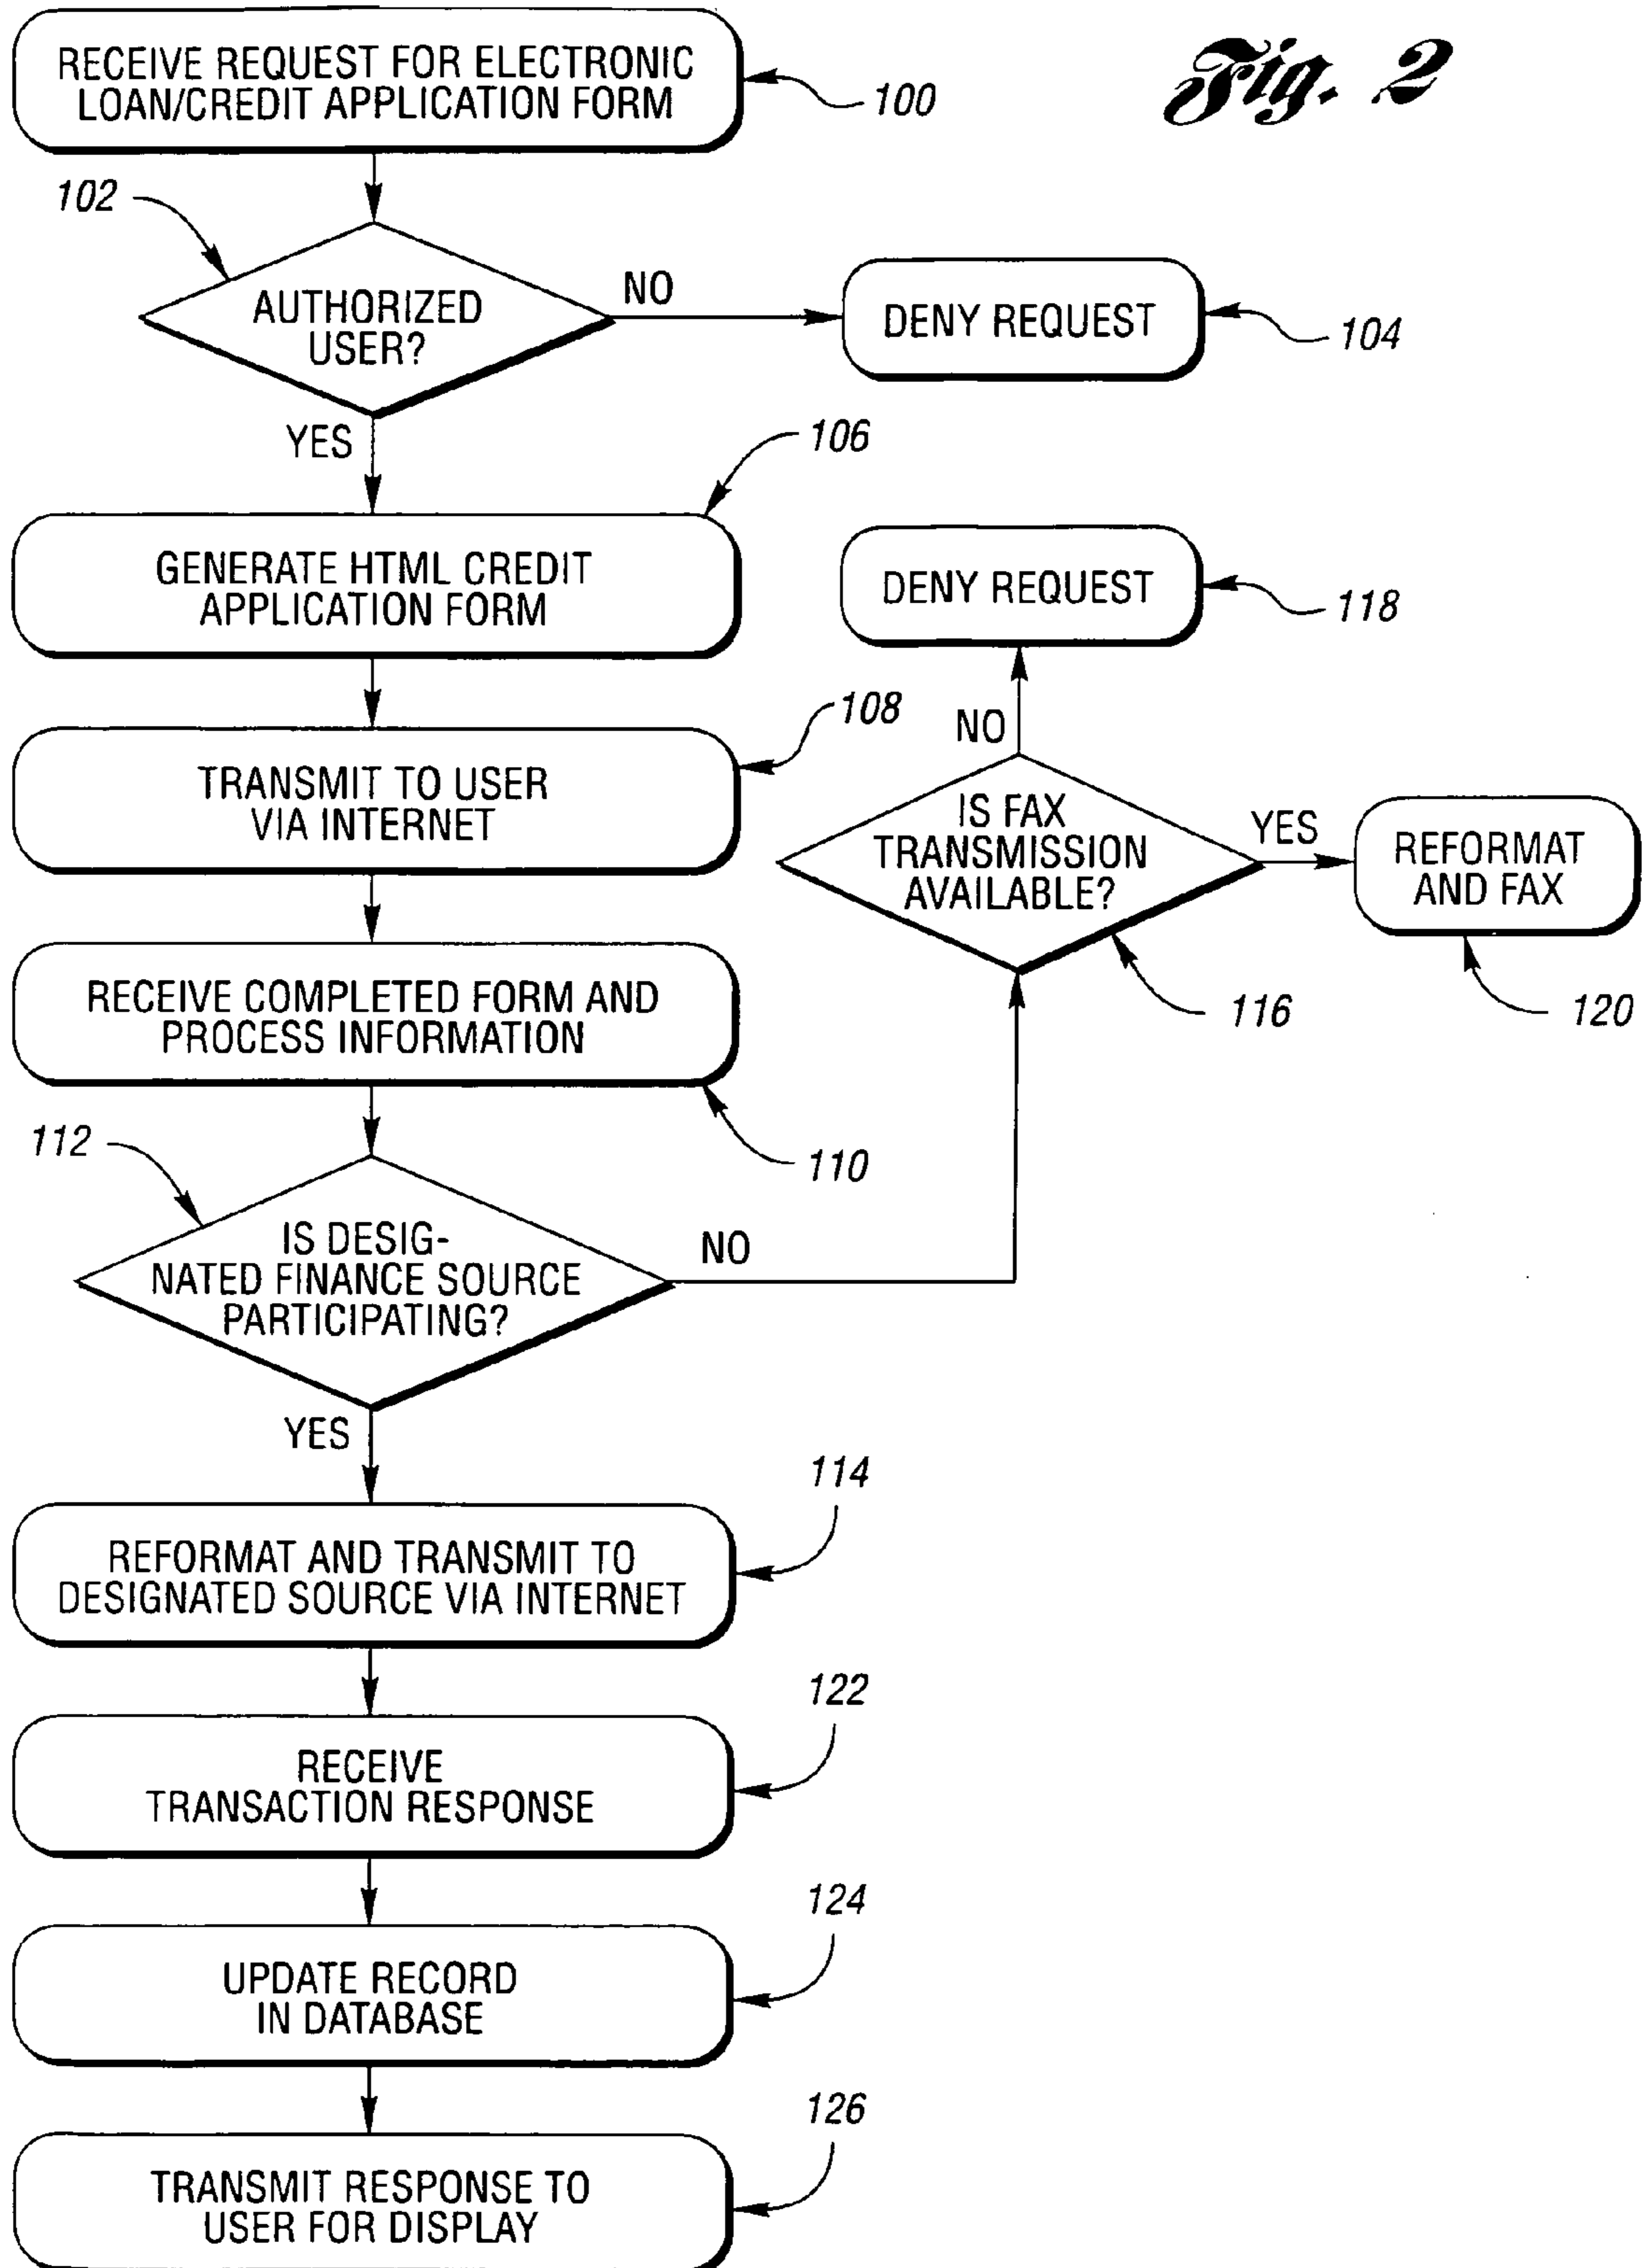 Fig. 2
RECEIVE REQUEST FOR ELECTRONIC
LOAN/CREDIT APPLICATION FORM
100
102
AUTHORIZED
USER?
NO
DENY REQUEST
104
YES
106
GENERATE HTML CREDIT
APPLICATION FORM
108
TRANSMIT TO USER
VIA INTERNET
RECEIVE COMPLETED FORM AND
PROCESS INFORMATION
110
112
IS DESIG-
NATED FINANCE SOURCE
PARTICIPATING?
NO
IS FAX
TRANSMISSION
AVAILABLE?
116
NO
DENY REQUEST
118
YES
REFORMAT
AND FAX
120
YES
114
REFORMAT AND TRANSMIT TO
DESIGNATED SOURCE VIA INTERNET
122
RECEIVE
TRANSACTION RESPONSE
124
UPDATE RECORD
IN DATABASE
126
TRANSMIT RESPONSE TO
USER FOR DISPLAY